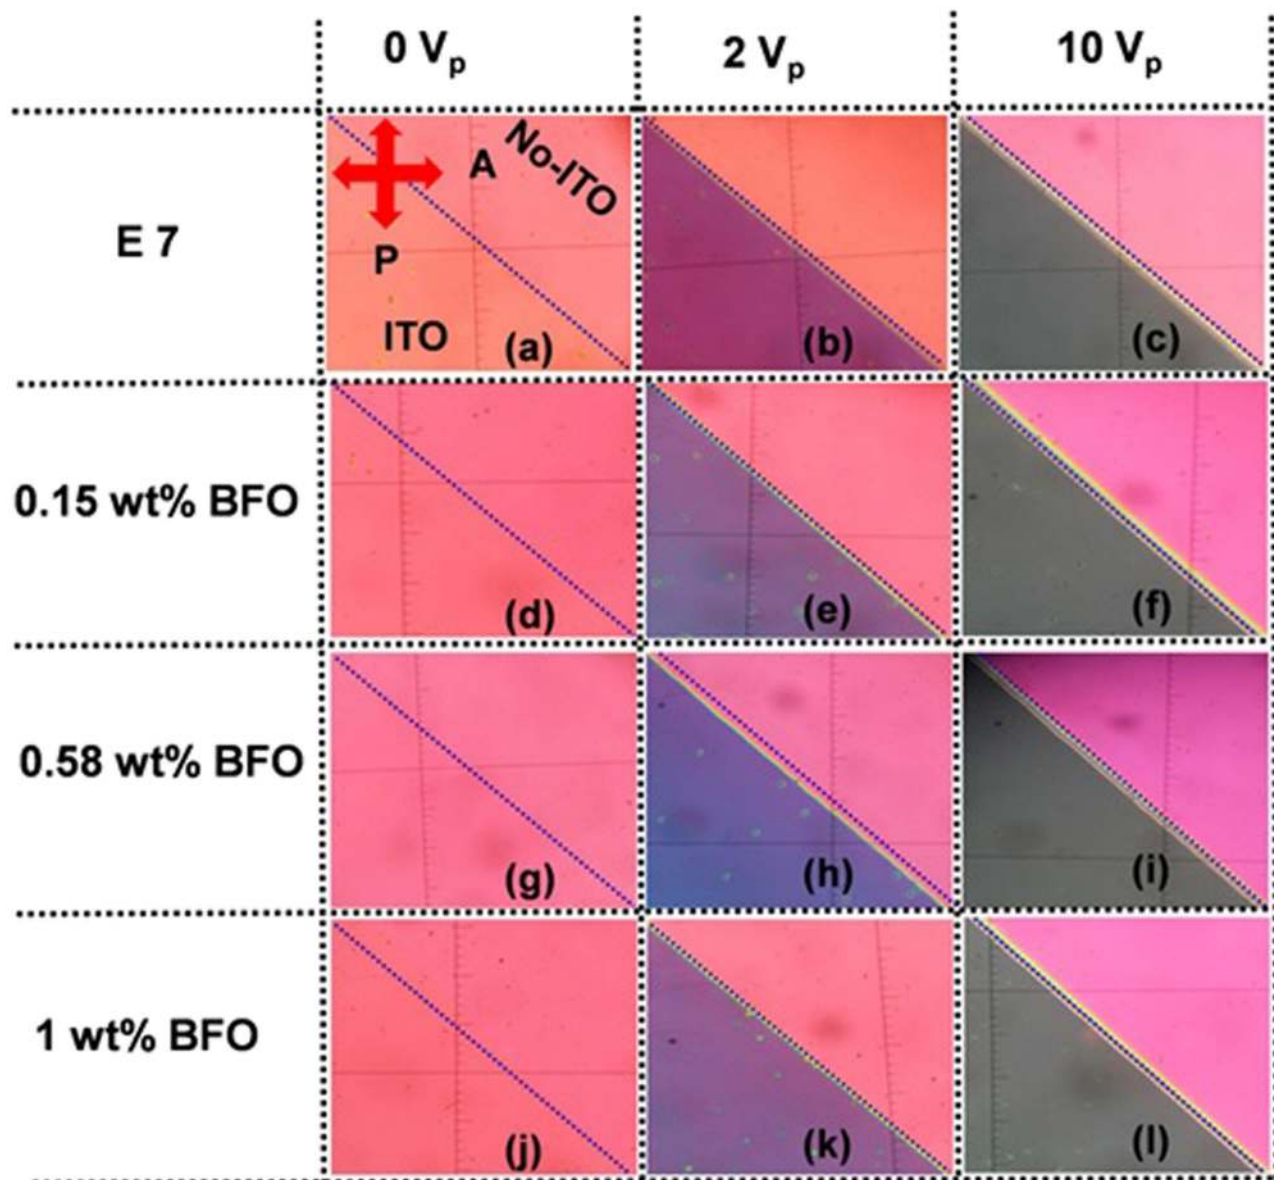 0 Vp 2 Vp 10 Vp
E 7
A No-ITO
P
ITO (a) (b) (c)
0.15 wt% BFO
(d) (e) (f)
0.58 wt% BFO
(g) (h) (i)
1 wt% BFO
(j) (k) (l)